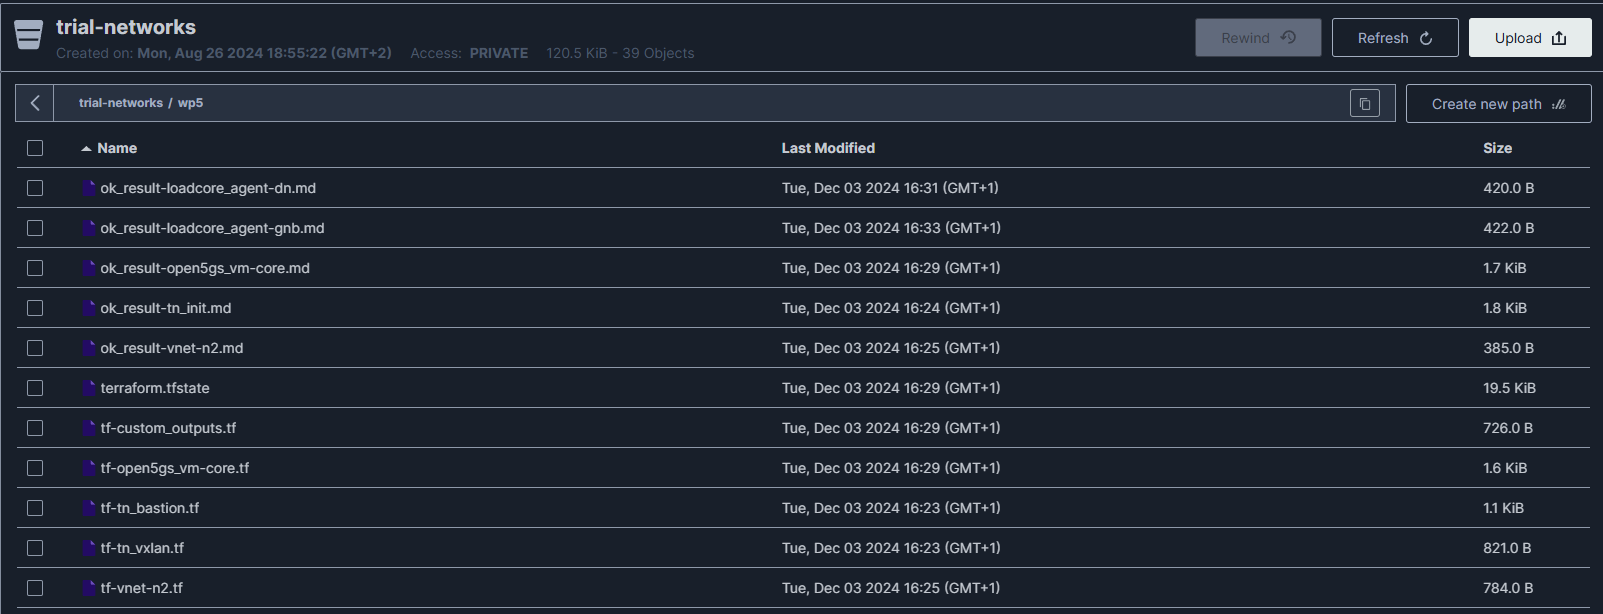 trial-networks
Created on: Mon, Aug 26 2024 18:55:22 (GMT+2) Access: PRIVATE 120.5 KiB - 39 Objects
Rewind Refresh Upload
trial-networks / wp5
Create new path
Name Last Modified Size
ok_result-loadcore_agent-dn.md Tue, Dec 03 2024 16:31 (GMT+1) 420.0 B
ok_result-loadcore_agent-gnb.md Tue, Dec 03 2024 16:33 (GMT+1) 422.0 B
ok_result-open5gs_vm-core.md Tue, Dec 03 2024 16:29 (GMT+1) 1.7 KiB
ok_result-tn_init.md Tue, Dec 03 2024 16:24 (GMT+1) 1.8 KiB
ok_result-vnet-n2.md Tue, Dec 03 2024 16:25 (GMT+1) 385.0 B
terraform.tfstate Tue, Dec 03 2024 16:29 (GMT+1) 19.5 KiB
tf-custom_outputs.tf Tue, Dec 03 2024 16:29 (GMT+1) 726.0 B
tf-open5gs_vm-core.tf Tue, Dec 03 2024 16:29 (GMT+1) 1.6 KiB
tf-tn_bastion.tf Tue, Dec 03 2024 16:23 (GMT+1) 1.1 KiB
tf-tn_vxlan.tf Tue, Dec 03 2024 16:23 (GMT+1) 821.0 B
tf-vnet-n2.tf Tue, Dec 03 2024 16:25 (GMT+1) 784.0 B